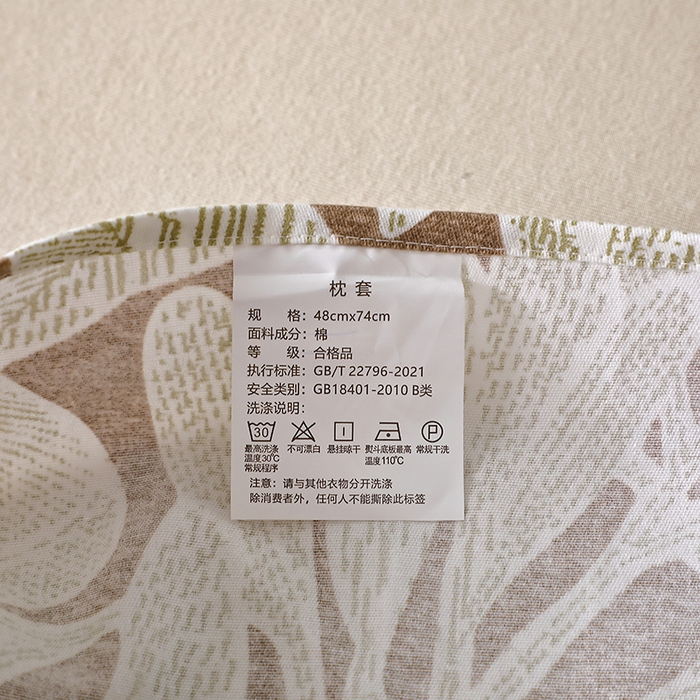 枕 套
规 格：48cmx74cm
面料成分：棉
等 级：合格品
执行标准：GB/T 22796-2021
安全类别：GB18401-2010 B类
洗涤说明：
30 P
最高洗涤 不可漂白 悬挂晾干 熨斗底板最高 常规干洗
温度30℃ 温度110℃
常规程序
注意：请与其他衣物分开洗涤
除消费者外，任何人不能撕除此标签